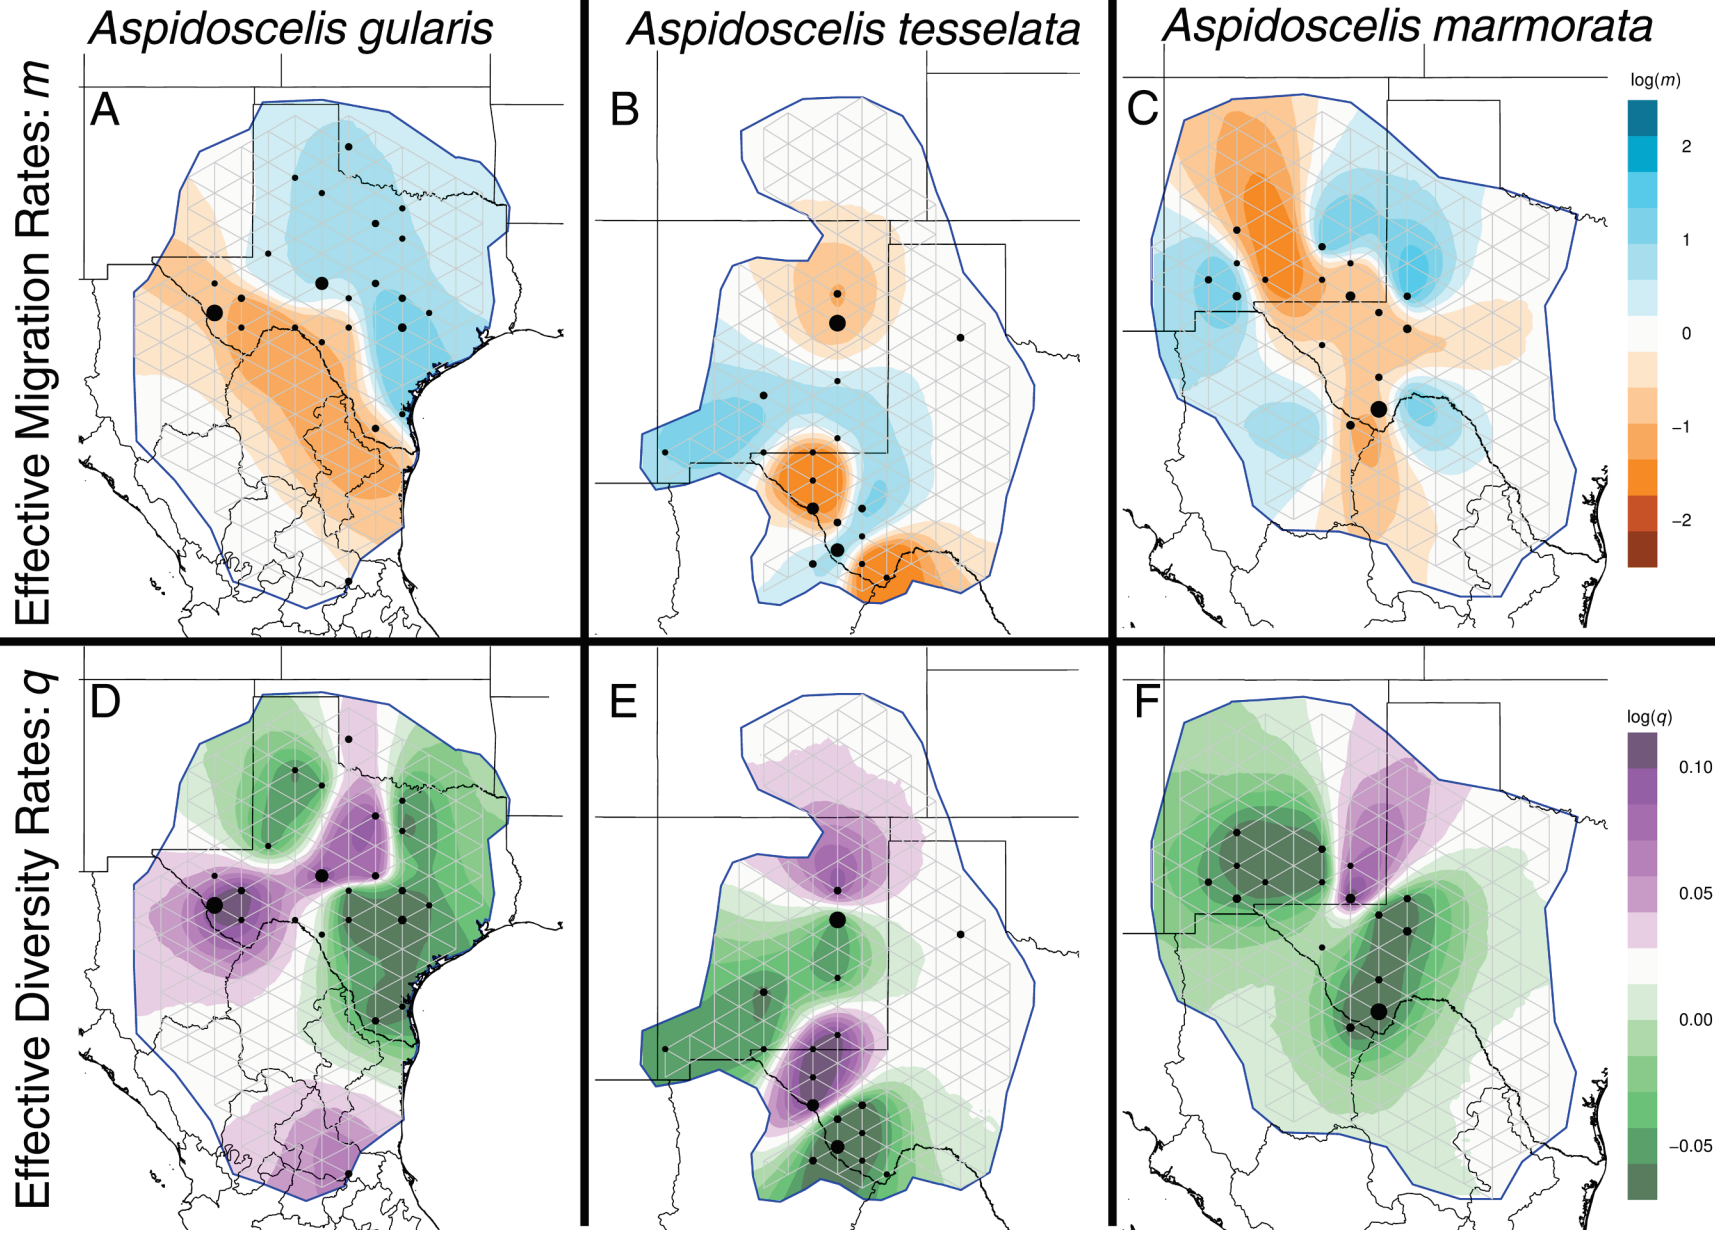 Aspidoscelis gularis
Aspidoscelis tesselata
Aspidoscelis marmorata
Effective Migration Rates: m
A
B
C
log(m)
2
1
0
−1
−2
Effective Diversity Rates: q
D
E
F
log(q)
0.10
0.05
0.00
−0.05